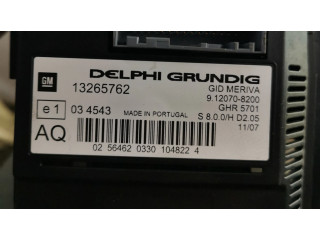 GM
DELPHI GRUNDIG
13265762
GID MERIVA
9.12070-8200
GHR 5701
e 1
03 4543
MADE IN PORTUGAL
S 8.0.0/H D2.05
11/07
AQ
02 56462 0330 104822 4